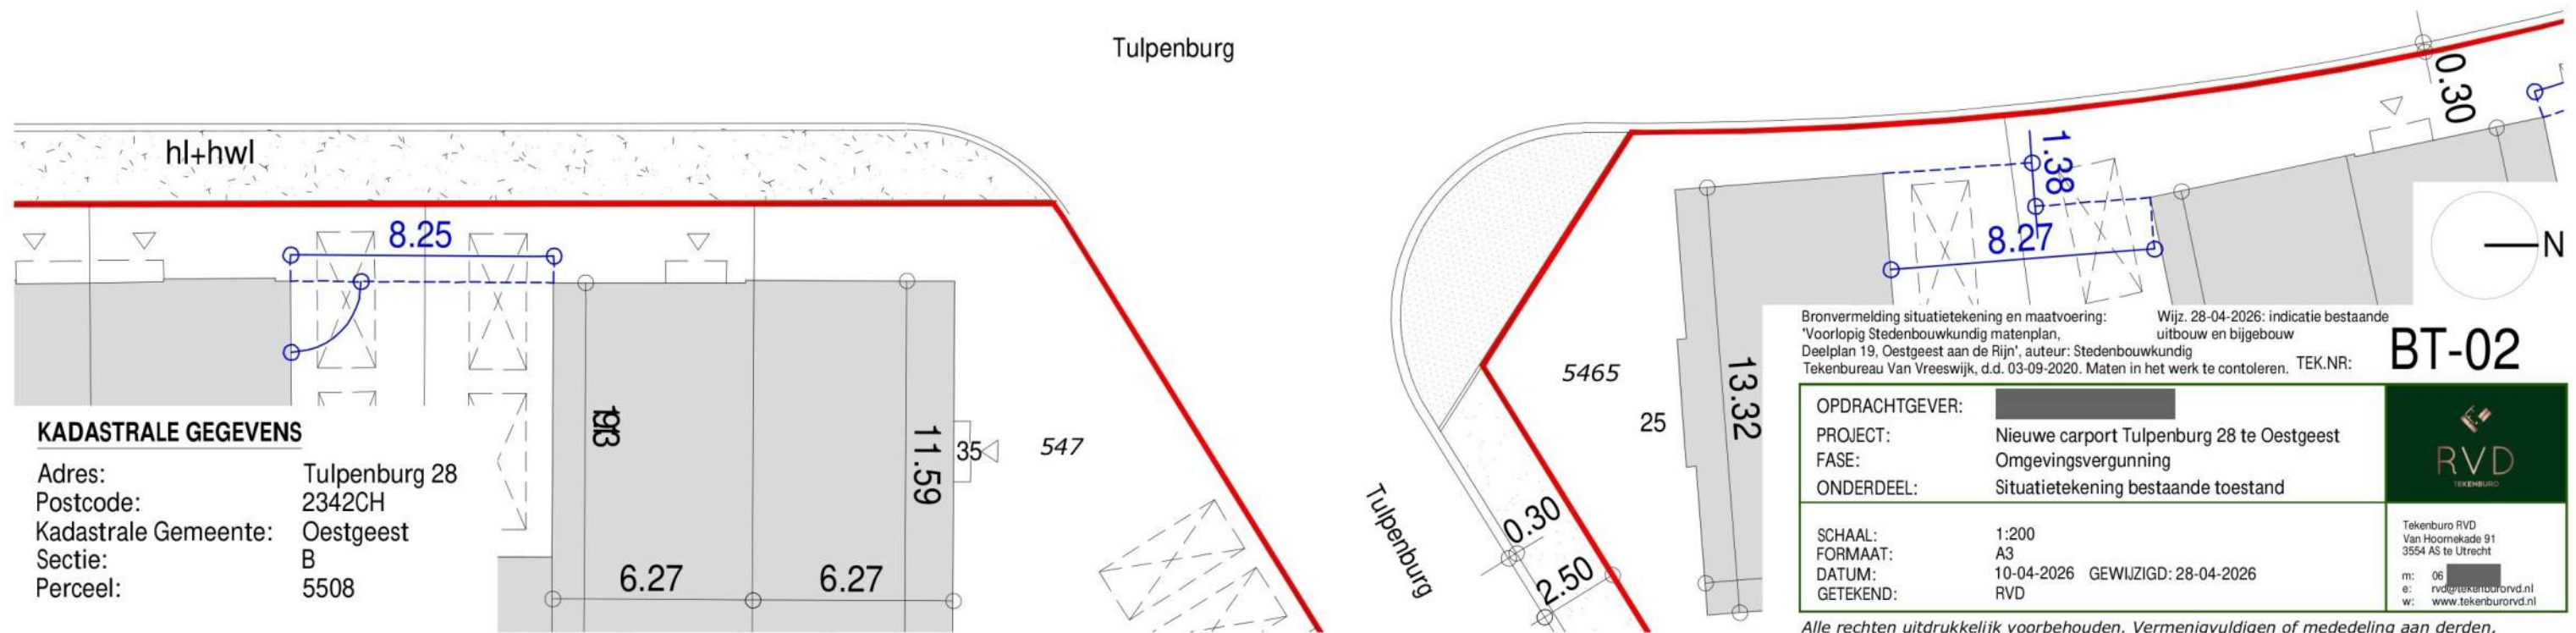 Tulpenburg
hl+hwl
8.25
11.59
35
547
6.27
6.27
KADASTRALE GEGEVENS
Adres: Tulpenburg 28
Postcode: 2342CH
Kadastrale Gemeente: Oestgeest
Sectie: B
Perceel: 5508
0.30
1.38
8.27
N
5465
25
13.32
Tulpenburg
0.30
2.50
Bronvermelding situatietekening en maatvoering:
'Voorlopig Stedenbouwkundig matenplan,
Deelplan 19, Oestgeest aan de Rijn', auteur: Stedenbouwkundig
Tekenbureau Van Vreeswijk, d.d. 03-09-2020. Maten in het werk te contoleren.
Wijz. 28-04-2026: indicatie bestaande
uitbouw en bijgebouw
TEK.NR: BT-02
OPDRACHTGEVER:
PROJECT: Nieuwe carport Tulpenburg 28 te Oestgeest
FASE: Omgevingsvergunning
ONDERDEEL: Situatietekening bestaande toestand
RVD
TEKENBURO
SCHAAL: 1:200
FORMAAT: A3
DATUM: 10-04-2026 GEWIJZIGD: 28-04-2026
GETEKEND: RVD
Tekenburo RVD
Van Hoornekade 91
3554 AS te Utrecht
m: 06
e: rvd@tekenburorvd.nl
w: www.tekenburorvd.nl
Alle rechten uitdrukkelijk voorbehouden. Vermenigvuldigen of mededeling aan derden,